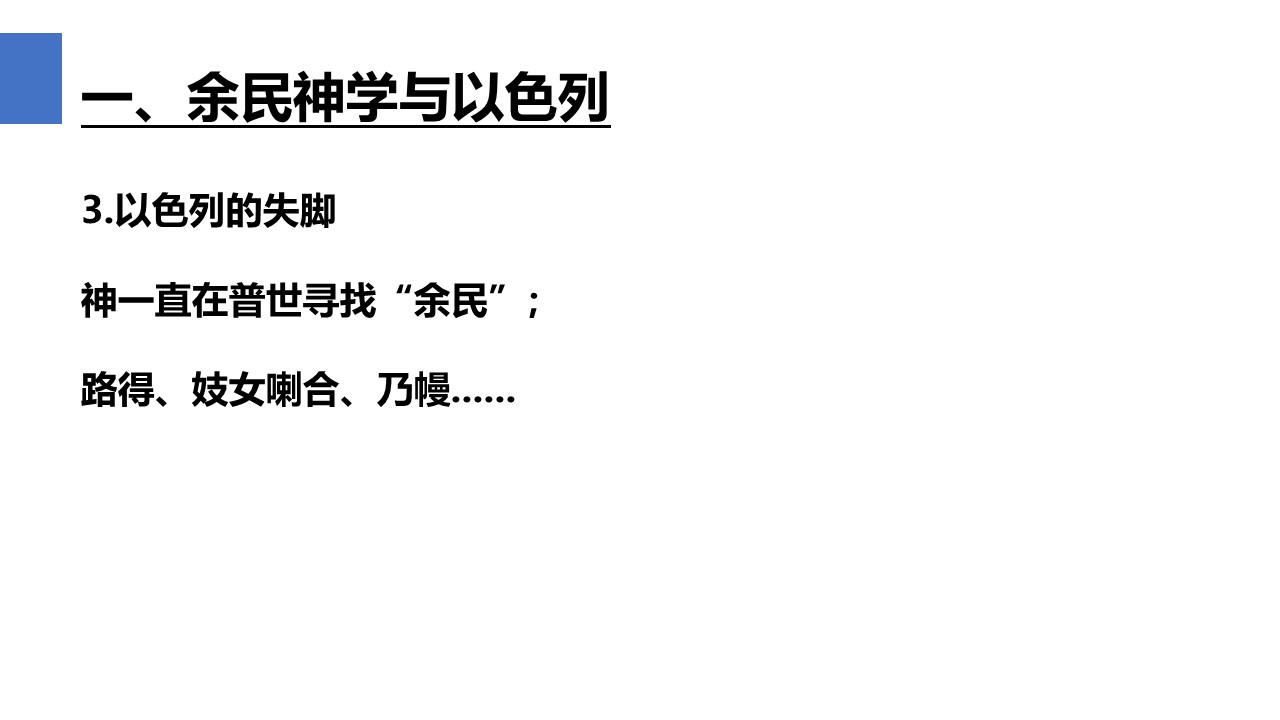 一、余民神学与以色列
3.以色列的失脚
神一直在普世寻找“余民”；
路得、妓女喇合、乃幔......